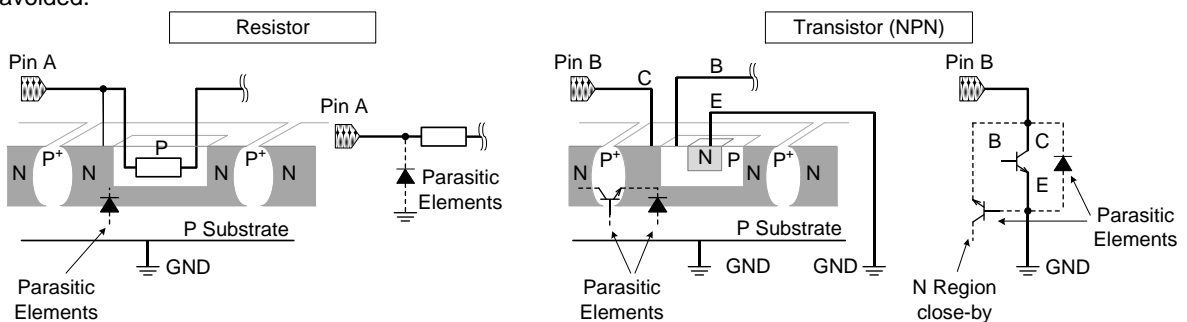 avoided.
Resistor
Transistor (NPN)
Pin A
Pin A
N P+ N P P+ N
Parasitic
Elements
P Substrate
GND
Parasitic
Elements
Pin B
C B
E
N P+ N N P P+ N
P Substrate
GND GND
Parasitic
Elements
Pin B
B C
E
Parasitic
Elements
GND
N Region
close-by